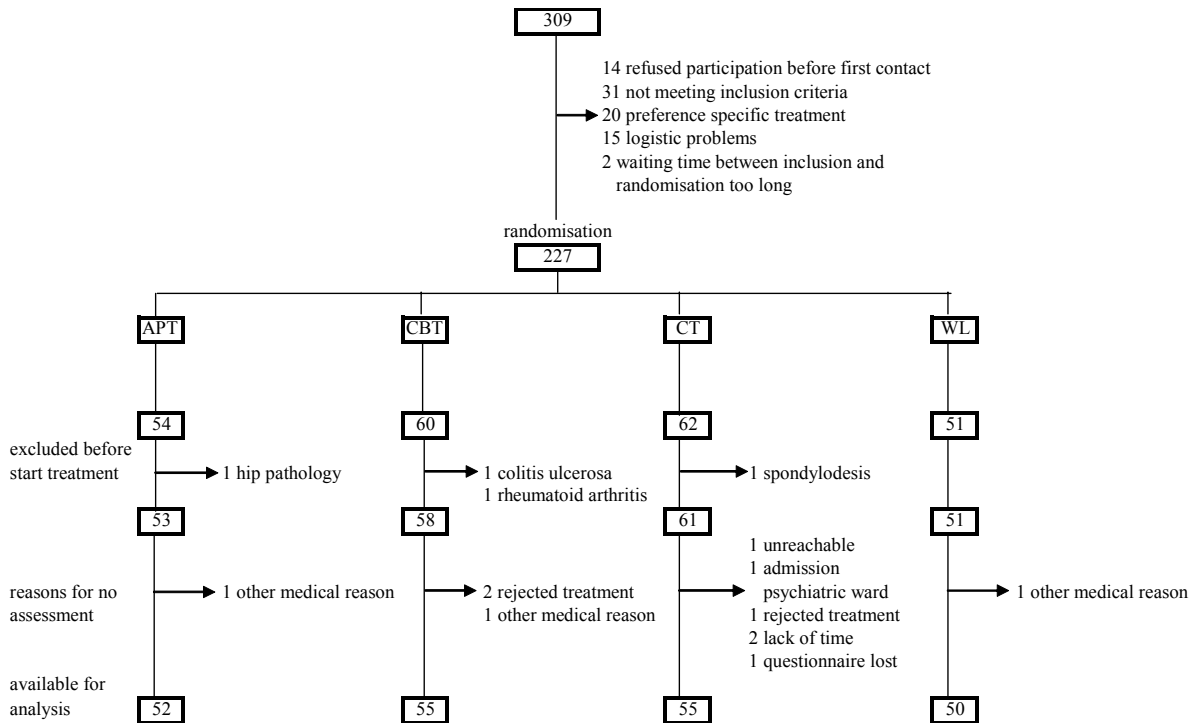 309
14 refused participation before first contact
31 not meeting inclusion criteria
20 preference specific treatment
15 logistic problems
2 waiting time between inclusion and
randomisation too long
randomisation
227
APT
CBT
CT
WL
54
60
62
51
excluded before
start treatment
1 hip pathology
1 colitis ulcerosa
1 rheumatoid arthritis
1 spondylodesis
53
58
61
51
reasons for no
assessment
1 other medical reason
2 rejected treatment
1 other medical reason
1 unreachable
1 admission
psychiatric ward
1 rejected treatment
2 lack of time
1 questionnaire lost
1 other medical reason
available for
analysis
52
55
55
50